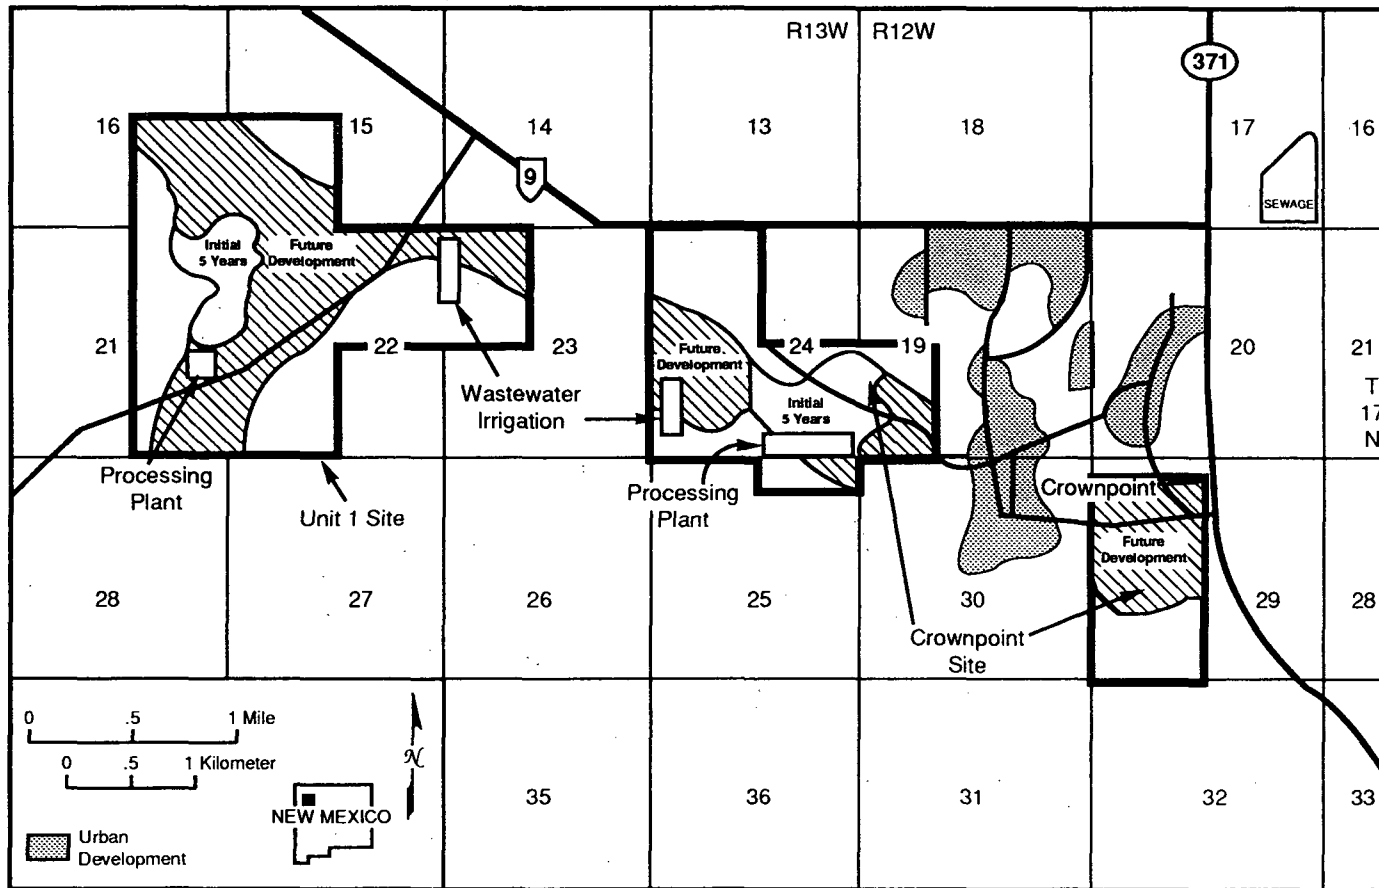 R13W R12W
371
16 15 14 13 18 17 16
9
SEWAGE
Initial
5 Years
Future
Development
21 22 23 24 19 20 21
T
17
N
Future
Development
Wastewater
Irrigation
Initial
5 Years
Processing
Plant
Unit 1 Site
Processing
Plant
Crownpoint
Future
Development
28 27 26 25 30 29 28
Crownpoint
Site
0 .5 1 Mile
0 .5 1 Kilometer
N
NEW MEXICO
35 36 31 32 33
Urban
Development